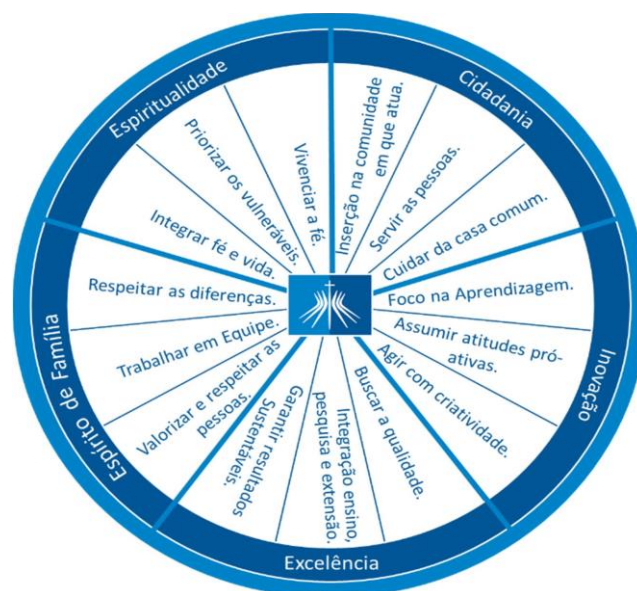 Cidadania
Inserção na comunidade
em que atua.
Servir as pessoas.
Cuidar da casa comum.
Inovação
Foco na Aprendizagem.
Assumir atitudes pró-
ativas.
Agir com criatividade.
Excelência
Buscar a qualidade.
Integração ensino,
pesquisa e extensão.
Garantir resultados
Sustentáveis.
Espírito de Família
Valorizar e respeitar as
pessoas.
Trabalhar em Equipe.
Respeitar as diferenças.
Espiritualidade
Integrar fé e vida.
Priorizar os vulneráveis.
Vivenciar a fé.